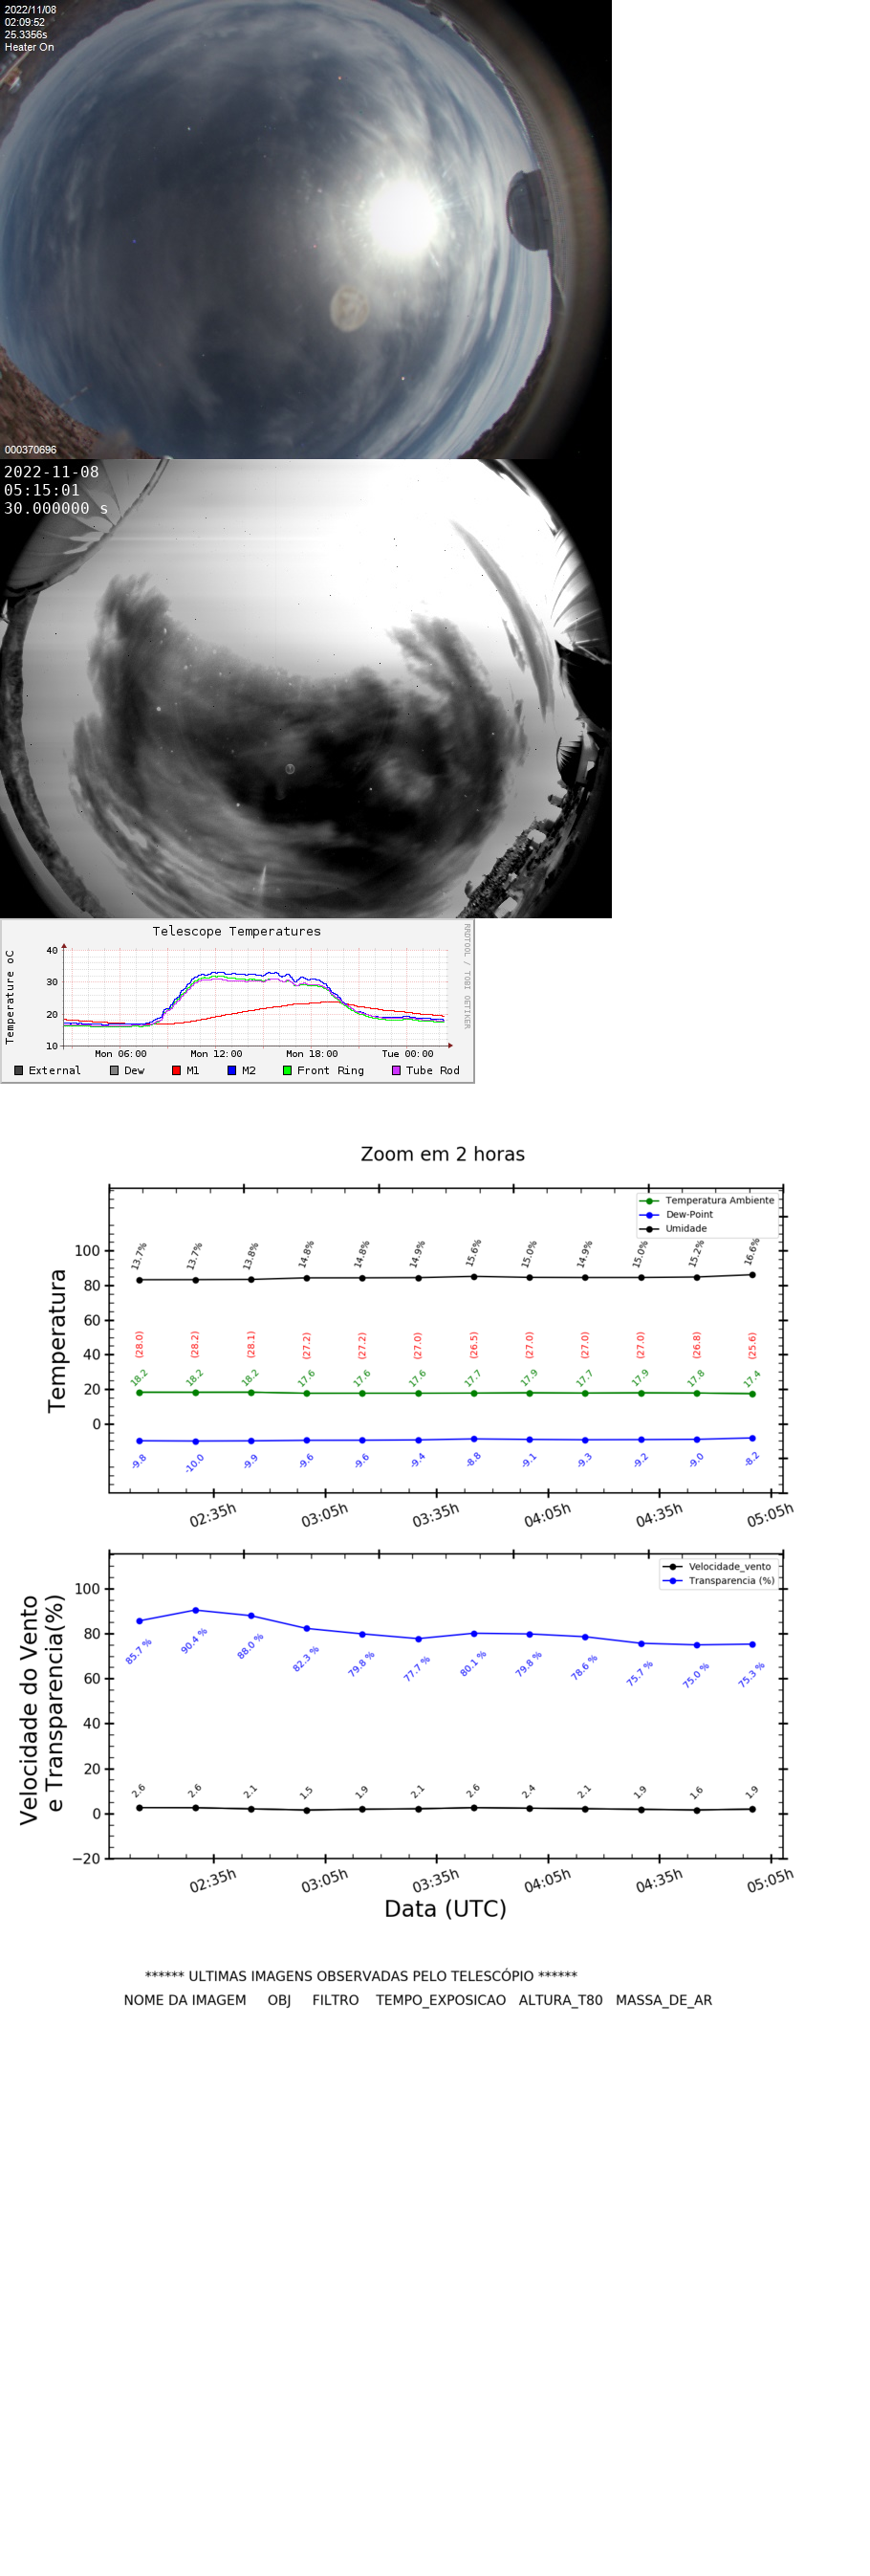 2022/11/08
02:09:52
25.3356s
Heater On
000370696
2022-11-08
05:15:01
30.000000 s
Telescope Temperatures
RRDTOOL / TOBI OETIKER
Temperature oC
40
30
20
10
Mon 06:00 Mon 12:00 Mon 18:00 Tue 00:00
External Dew M1 M2 Front Ring Tube Rod
Zoom em 2 horas
Temperatura Ambiente
Dew-Point
Umidade
Temperatura
100
80
60
40
20
0
13.7% 13.7% 13.8% 14.8% 14.8% 14.9% 15.6% 15.0% 14.9% 15.0% 15.2% 16.6%
(28.0) (28.2) (28.1) (27.2) (27.2) (27.0) (26.5) (27.0) (27.0) (27.0) (26.8) (25.6)
18.2 18.2 18.2 17.6 17.6 17.6 17.7 17.9 17.7 17.9 17.8 17.4
-9.8 -10.0 -9.9 -9.6 -9.6 -9.4 -8.8 -9.1 -9.3 -9.2 -9.0 -8.2
02:35h 03:05h 03:35h 04:05h 04:35h 05:05h
Velocidade_vento
Transparencia (%)
Velocidade do Vento
e Transparencia(%)
100
80
60
40
20
0
−20
85.7 % 90.4 % 88.0 % 82.3 % 79.8 % 77.7 % 80.1 % 79.8 % 78.6 % 75.7 % 75.0 % 75.3 %
2.6 2.6 2.1 1.5 1.9 2.1 2.6 2.4 2.1 1.9 1.6 1.9
02:35h 03:05h 03:35h 04:05h 04:35h 05:05h
Data (UTC)
****** ULTIMAS IMAGENS OBSERVADAS PELO TELESCÓPIO ******
NOME DA IMAGEM OBJ FILTRO TEMPO_EXPOSICAO ALTURA_T80 MASSA_DE_AR